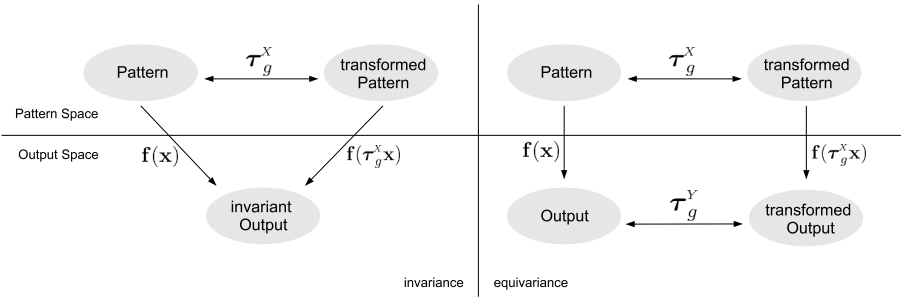 Pattern
τ_g^X
transformed
Pattern
Pattern Space
Output Space
f(x)
f(τ_g^X x)
invariant
Output
invariance
Pattern
τ_g^X
transformed
Pattern
f(x)
f(τ_g^X x)
Output
τ_g^Y
transformed
Output
equivariance